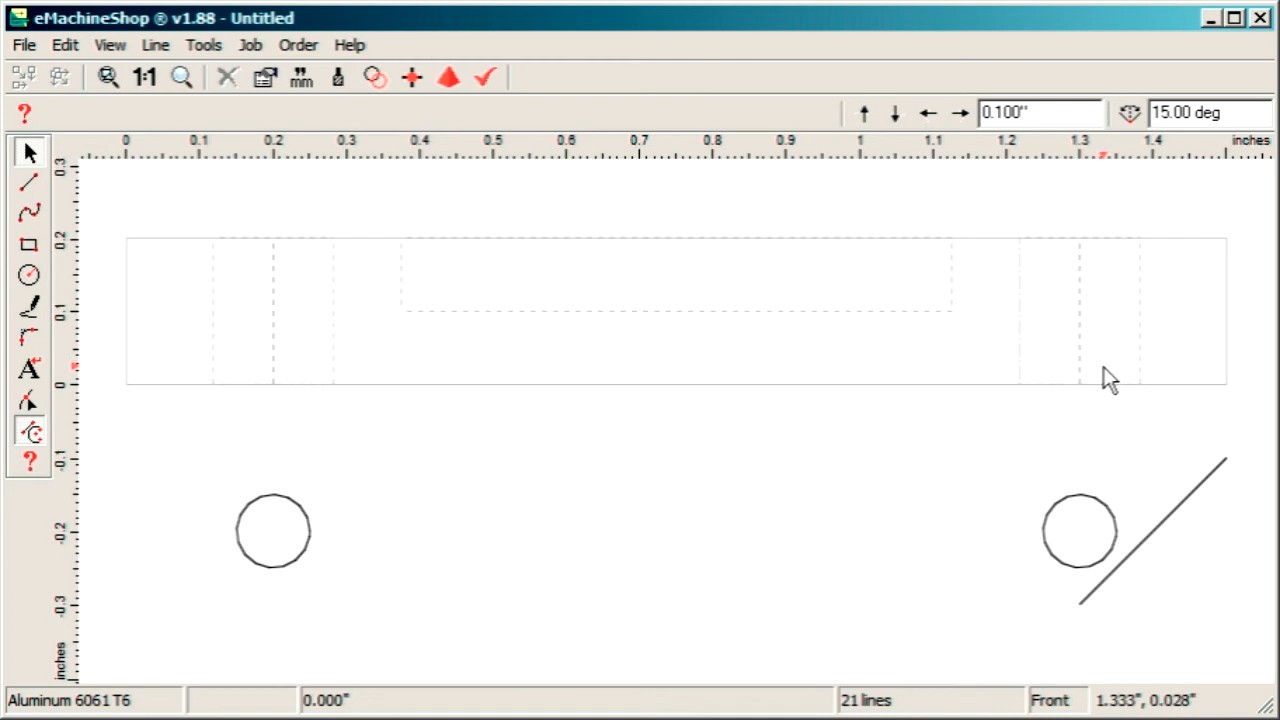 eMachineShop ® v1.88 - Untitled
File Edit View Line Tools Job Order Help
1:1 " mm
? 0.100" 15.00 deg
0 0.1 0.2 0.3 0.4 0.5 0.6 0.7 0.8 0.9 1 1.1 1.2 1.3 1.4 inches
0.3
0.2
0.1
0
-0.1
-0.2
-0.3
inches
A
?
Aluminum 6061 T6 0.000" 21 lines Front 1.333", 0.028"